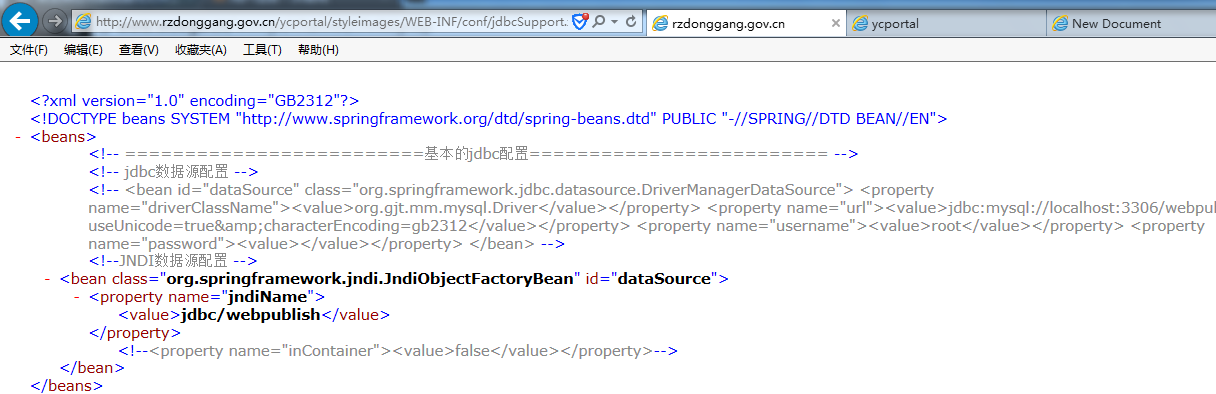 http://www.rzdonggang.gov.cn/ycportal/styleimages/WEB-INF/conf/jdbcSupport.
rzdonggang.gov.cn
ycportal
New Document
文件(F) 编辑(E) 查看(V) 收藏夹(A) 工具(T) 帮助(H)
<?xml version="1.0" encoding="GB2312"?>
<!DOCTYPE beans SYSTEM "http://www.springframework.org/dtd/spring-beans.dtd" PUBLIC "-//SPRING//DTD BEAN//EN">
- <beans>
<!-- =========================基本的jdbc配置========================= -->
<!-- jdbc数据源配置 -->
<!-- <bean id="dataSource" class="org.springframework.jdbc.datasource.DriverManagerDataSource"> <property
name="driverClassName"><value>org.gjt.mm.mysql.Driver</value></property> <property name="url"><value>jdbc:mysql://localhost:3306/webpul
useUnicode=true&amp;characterEncoding=gb2312</value></property> <property name="username"><value>root</value></property> <property
name="password"><value></value></property> </bean> -->
<!--JNDI数据源配置 -->
- <bean class="org.springframework.jndi.JndiObjectFactoryBean" id="dataSource">
- <property name="jndiName">
<value>jdbc/webpublish</value>
</property>
<!--<property name="inContainer"><value>false</value></property>-->
</bean>
</beans>